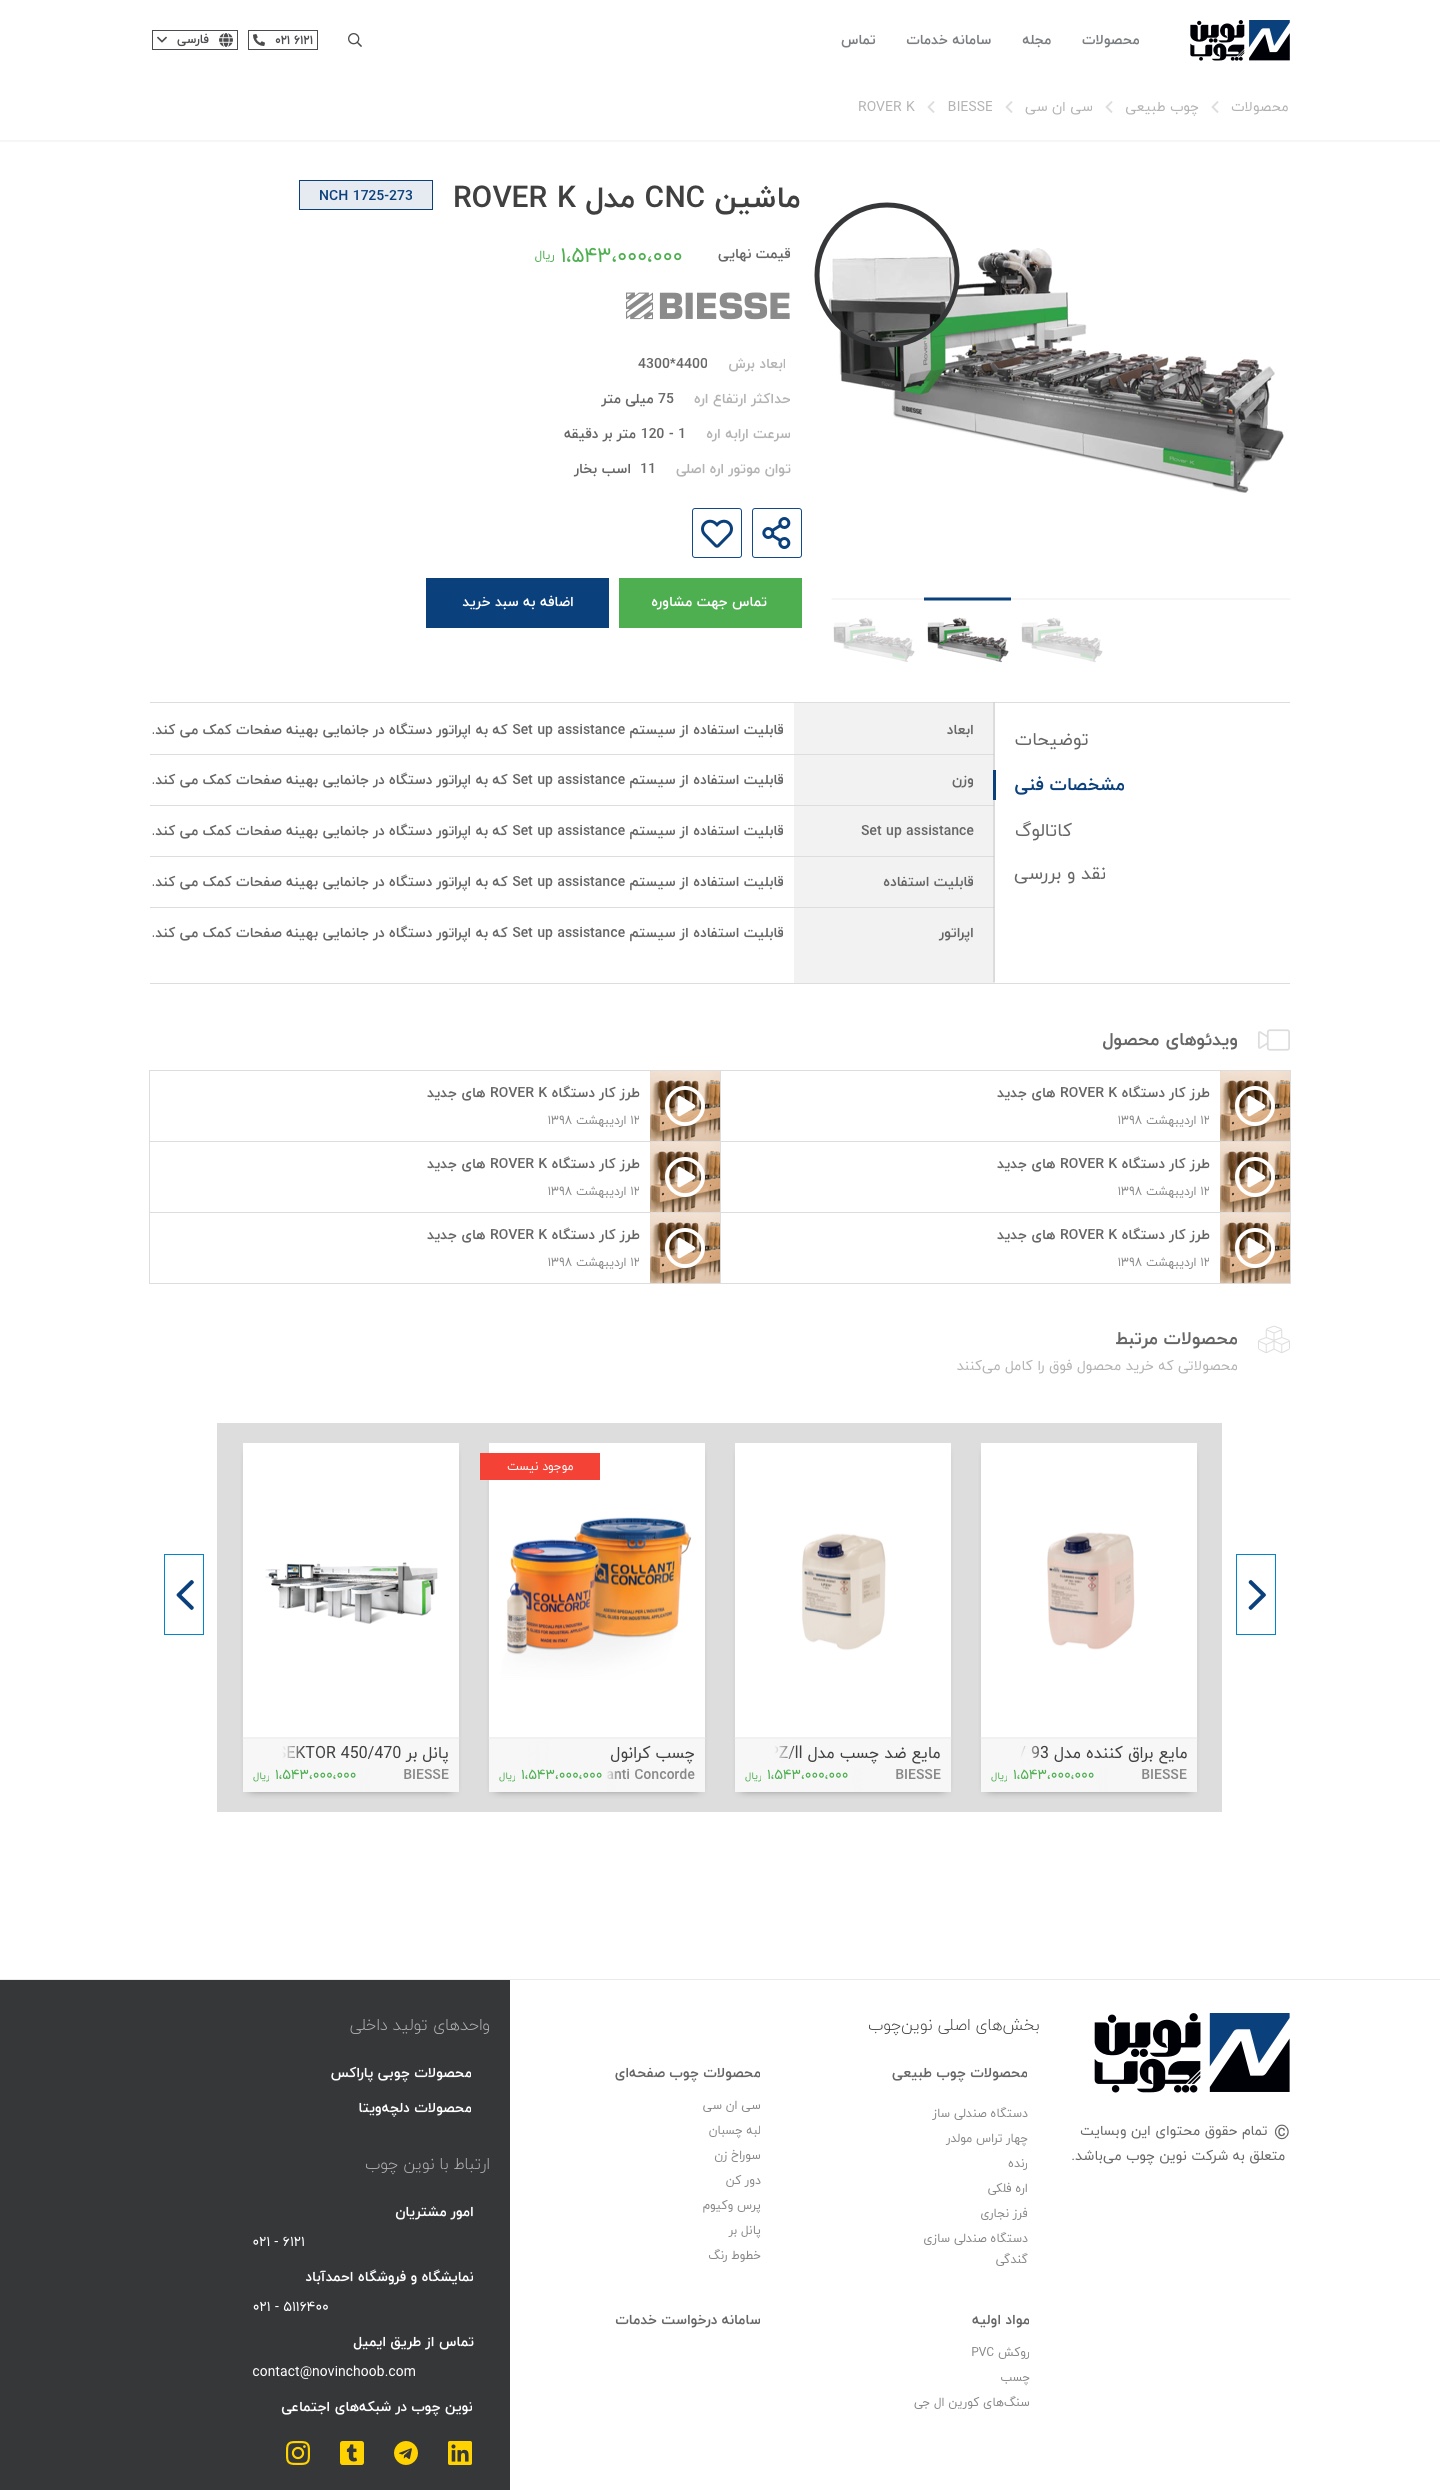 نوین چوب
محصولات
مجله
سامانه خدمات
تماس
۰۲۱ ۶۱۲۱
فارسی
محصولات
چوب طبیعی
سی ان سی
BIESSE
ROVER K
ماشین CNC مدل ROVER K
NCH 1725-273
قیمت نهایی ۱،۵۴۳،۰۰۰،۰۰۰ ریال
BIESSE
ابعاد برش 4300*4400
حداکثر ارتفاع اره 75 میلی متر
سرعت ارابه اره 1 - 120 متر بر دقیقه
توان موتور اره اصلی 11 اسب بخار
تماس جهت مشاوره
اضافه به سبد خرید
BIESSE
Rover K
توضیحات
مشخصات فنی
کاتالوگ
نقد و بررسی
ابعاد قابلیت استفاده از سیستم Set up assistance که به اپراتور دستگاه در جانمایی بهینه صفحات کمک می کند.
وزن قابلیت استفاده از سیستم Set up assistance که به اپراتور دستگاه در جانمایی بهینه صفحات کمک می کند.
Set up assistance قابلیت استفاده از سیستم Set up assistance که به اپراتور دستگاه در جانمایی بهینه صفحات کمک می کند.
قابلیت استفاده قابلیت استفاده از سیستم Set up assistance که به اپراتور دستگاه در جانمایی بهینه صفحات کمک می کند.
اپراتور قابلیت استفاده از سیستم Set up assistance که به اپراتور دستگاه در جانمایی بهینه صفحات کمک می کند.
ویدئوهای محصول
طرز کار دستگاه ROVER K های جدید
۱۲ اردیبهشت ۱۳۹۸
طرز کار دستگاه ROVER K های جدید
۱۲ اردیبهشت ۱۳۹۸
طرز کار دستگاه ROVER K های جدید
۱۲ اردیبهشت ۱۳۹۸
طرز کار دستگاه ROVER K های جدید
۱۲ اردیبهشت ۱۳۹۸
طرز کار دستگاه ROVER K های جدید
۱۲ اردیبهشت ۱۳۹۸
طرز کار دستگاه ROVER K های جدید
۱۲ اردیبهشت ۱۳۹۸
محصولات مرتبط
محصولاتی که خرید محصول فوق را کامل می‌کنند
مایع براق کننده مدل 93 /
BIESSE ۱،۵۴۳،۰۰۰،۰۰۰ ریال
مایع ضد چسب مدل PZ/ll
BIESSE ۱،۵۴۳،۰۰۰،۰۰۰ ریال
موجود نیست
COLLANTI CONCORDE
COLLANTI CONCORDE
MADE IN ITALY
چسب کرانول
anti Concorde ۱،۵۴۳،۰۰۰،۰۰۰ ریال
پانل بر SEKTOR 450/470
BIESSE ۱،۵۴۳،۰۰۰،۰۰۰ ریال
نوین چوب
© تمام حقوق محتوای این وبسایت
متعلق به شرکت نوین چوب می‌باشد.
بخش‌های اصلی نوین‌چوب
محصولات چوب طبیعی
دستگاه صندلی ساز
چهار تراس مولدر
رنده
اره فلکی
فرز نجاری
دستگاه صندلی سازی
گندگی
محصولات چوب صفحه‌ای
سی ان سی
لبه چسبان
سوراخ زن
دور کن
پرس وکیوم
پانل بر
خطوط رنگ
مواد اولیه
روکش PVC
چسب
سنگ‌های کورین ال جی
سامانه درخواست خدمات
واحدهای تولید داخلی
محصولات چوبی پاراکس
محصولات دلچه‌ویتا
ارتباط با نوین چوب
امور مشتریان
۰۲۱ - ۶۱۲۱
نمایشگاه و فروشگاه احمدآباد
۰۲۱ - ۵۱۱۶۴۰۰
تماس از طریق ایمیل
contact@novinchoob.com
نوین چوب در شبکه‌های اجتماعی